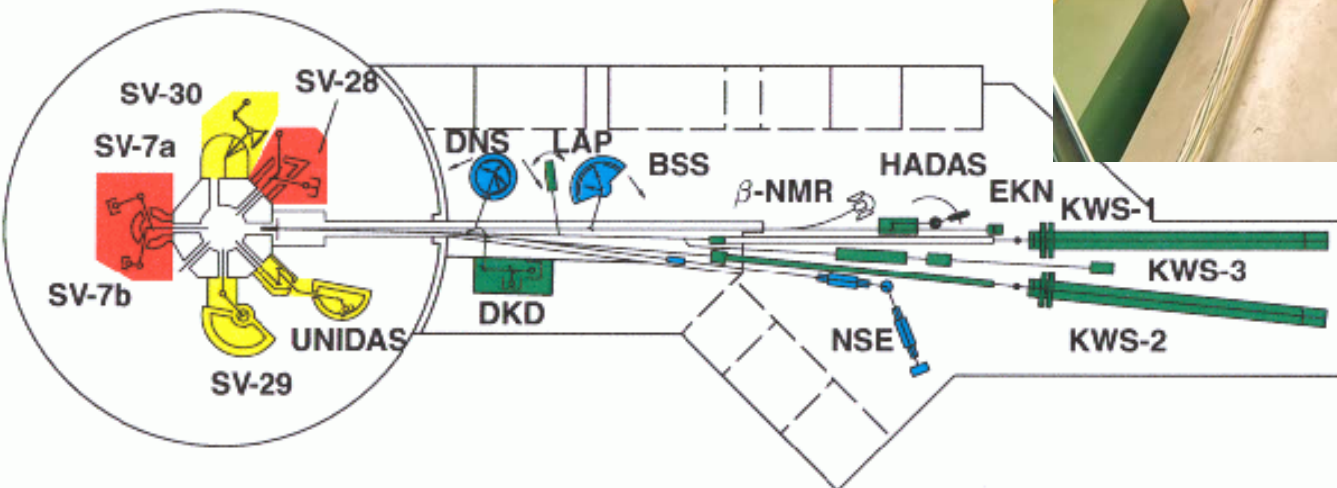 SV-30
SV-28
SV-7a
DNS
LAP
BSS
HADAS
β-NMR
EKN
KWS-1
KWS-3
SV-7b
DKD
UNIDAS
NSE
KWS-2
SV-29